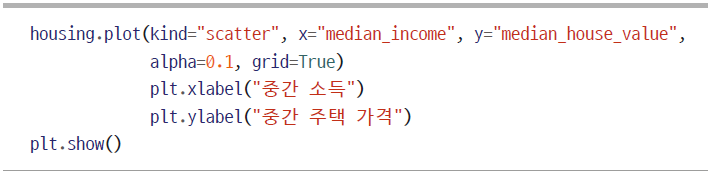 housing.plot(kind="scatter", x="median_income", y="median_house_value",
             alpha=0.1, grid=True)
             plt.xlabel("중간 소득")
             plt.ylabel("중간 주택 가격")
plt.show()